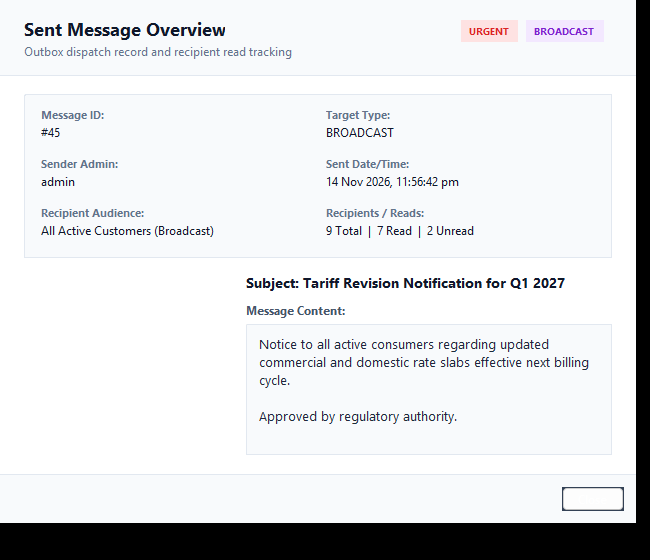 Sent Message Overview
URGENT
BROADCAST
Outbox dispatch record and recipient read tracking
Message ID:
#45
Target Type:
BROADCAST
Sender Admin:
admin
Sent Date/Time:
14 Nov 2026, 11:56:42 pm
Recipient Audience:
All Active Customers (Broadcast)
Recipients / Reads:
9 Total | 7 Read | 2 Unread
Subject: Tariff Revision Notification for Q1 2027
Message Content:
Notice to all active consumers regarding updated
commercial and domestic rate slabs effective next billing
cycle.
Approved by regulatory authority.